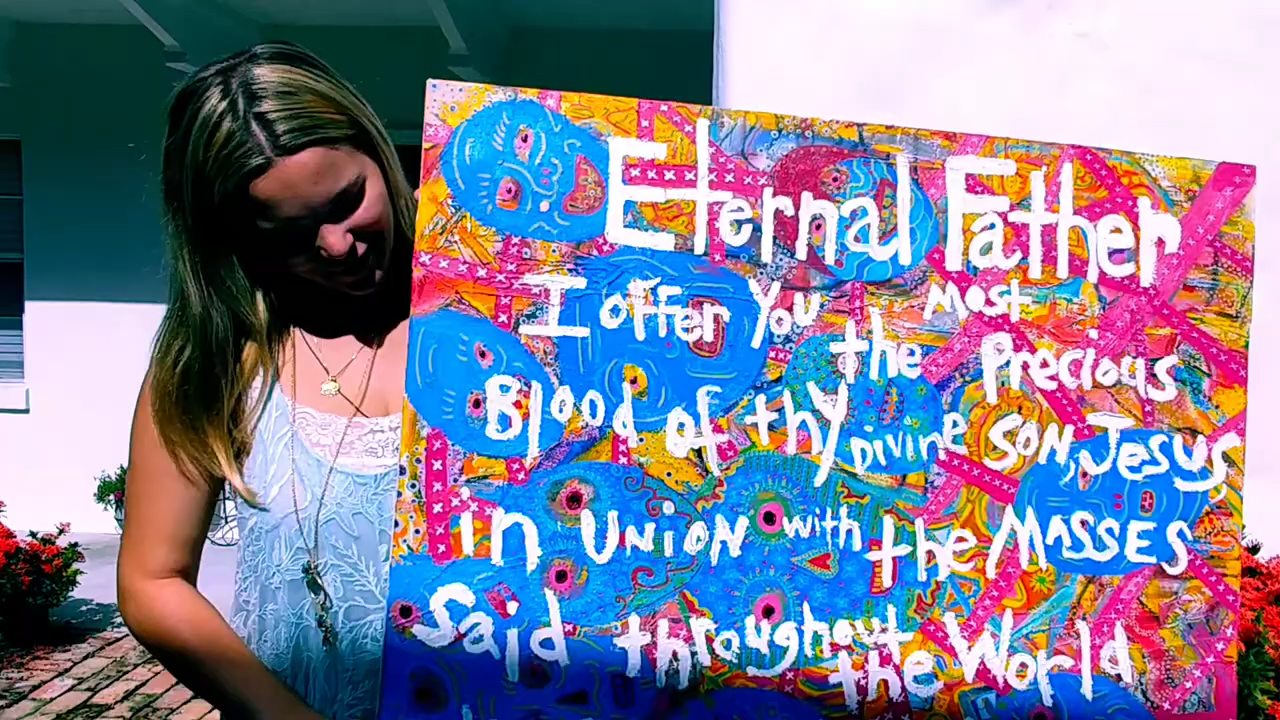 Eternal Father
I offer You the Most Precious
Blood of thy Divine SON, Jesus,
in UNION with the MASSES
Said throughout the World